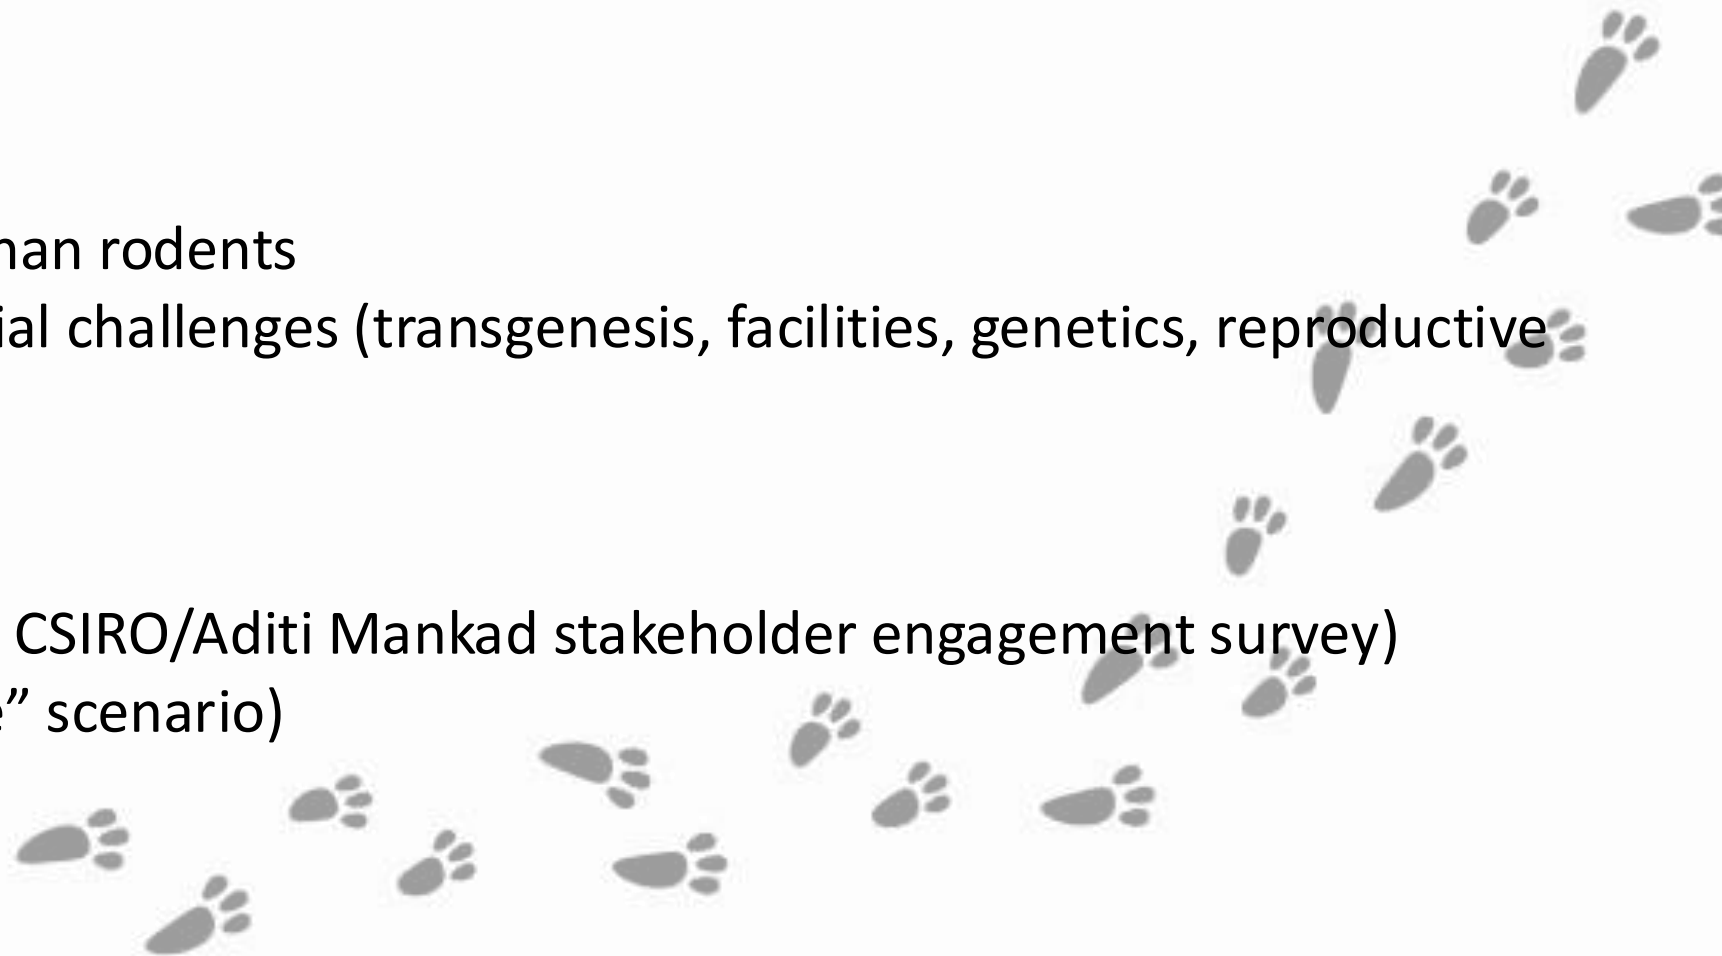 han rodents
ial challenges (transgenesis, facilities, genetics, reproductive
CSIRO/Aditi Mankad stakeholder engagement survey)
e” scenario)